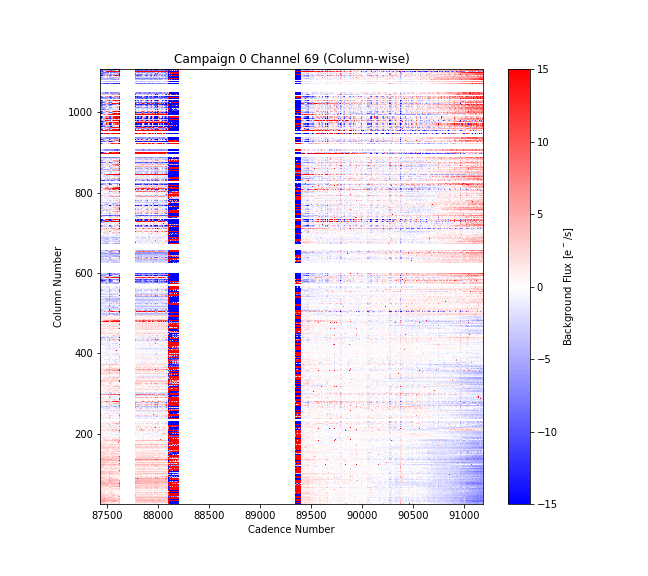 Campaign 0 Channel 69 (Column-wise)
1000
800
600
400
200
Column Number
87500 88000 88500 89000 89500 90000 90500 91000
Cadence Number
15
10
5
0
−5
−10
−15
Background Flux [e⁻/s]